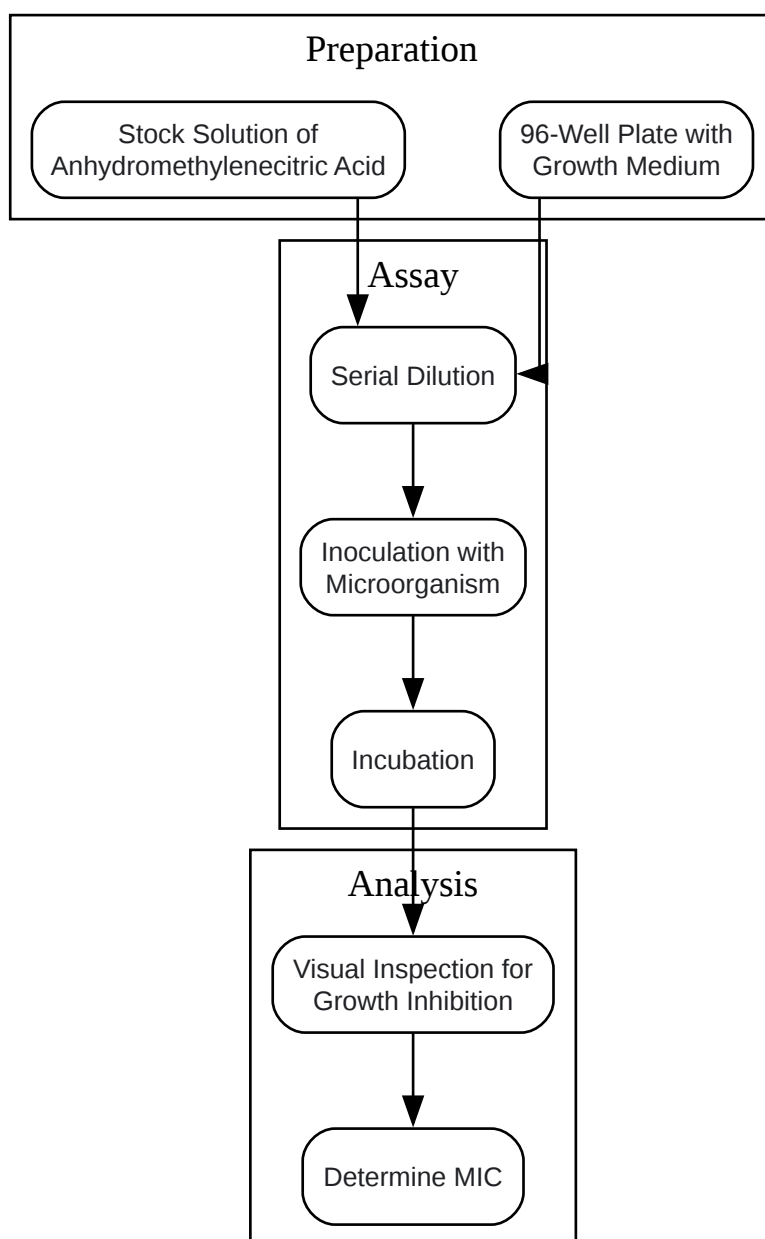 Preparation
Stock Solution of
Anhydromethylenecitric Acid
96-Well Plate with
Growth Medium
Assay
Serial Dilution
Inoculation with
Microorganism
Incubation
Analysis
Visual Inspection for
Growth Inhibition
Determine MIC